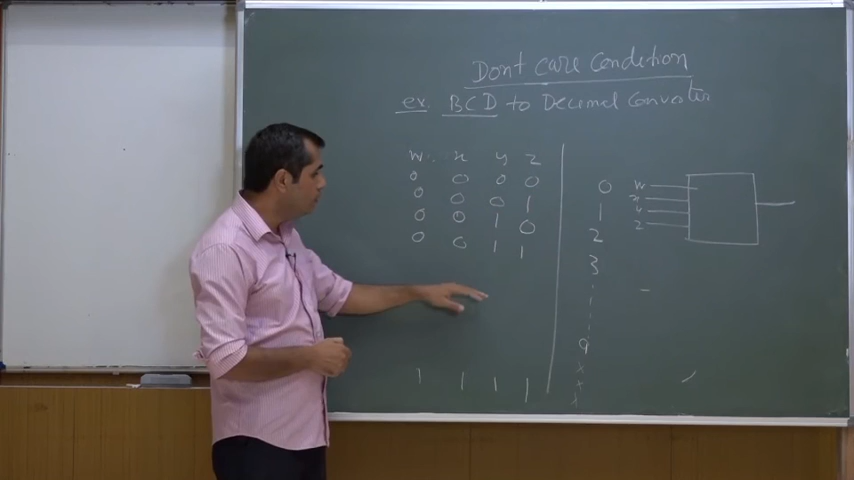 Don't care Condition
ex. BCD to Decimal Converter
w x y z
0 0 0 0 0
0 0 0 1 1
0 0 1 0 2
0 0 1 1 3
9
x
x
1 1 1 1 x
w
x
y
z